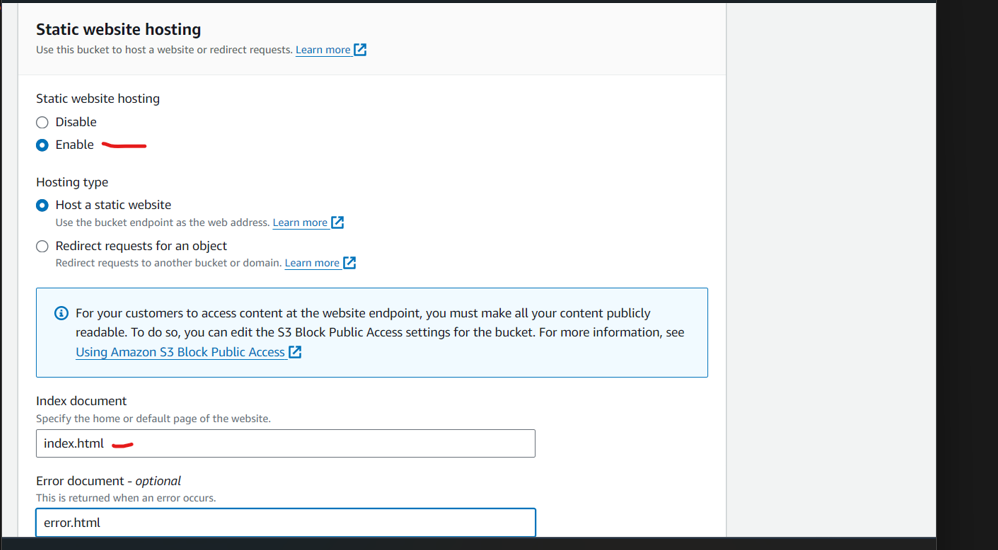 Static website hosting
Use this bucket to host a website or redirect requests. Learn more
Static website hosting
Disable
Enable
Hosting type
Host a static website
Use the bucket endpoint as the web address. Learn more
Redirect requests for an object
Redirect requests to another bucket or domain. Learn more
For your customers to access content at the website endpoint, you must make all your content publicly
readable. To do so, you can edit the S3 Block Public Access settings for the bucket. For more information, see
Using Amazon S3 Block Public Access
Index document
Specify the home or default page of the website.
index.html
Error document - optional
This is returned when an error occurs.
error.html